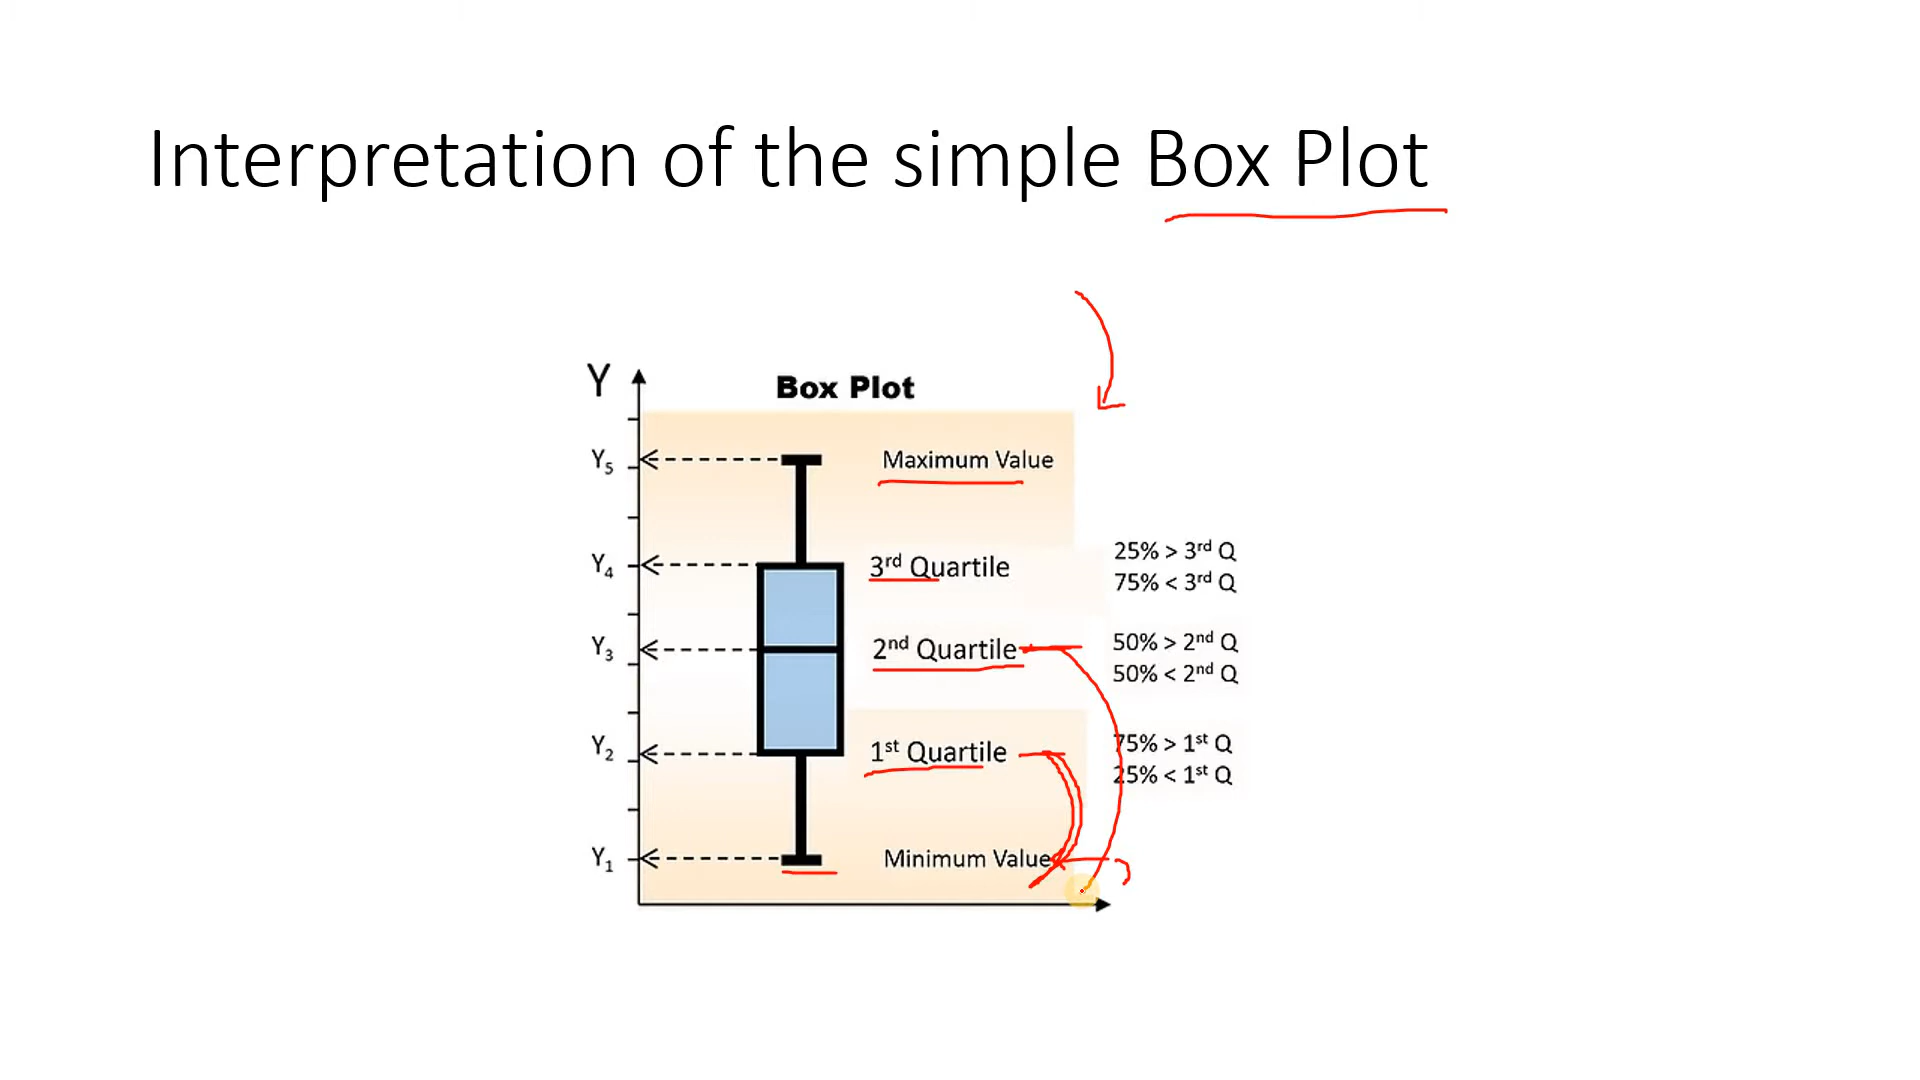 Interpretation of the simple Box Plot
Y
Box Plot
Y₅
Maximum Value
Y₄
3rd Quartile
25% > 3rd Q
75% < 3rd Q
Y₃
2nd Quartile
50% > 2nd Q
50% < 2nd Q
Y₂
1st Quartile
75% > 1st Q
25% < 1st Q
Y₁
Minimum Value